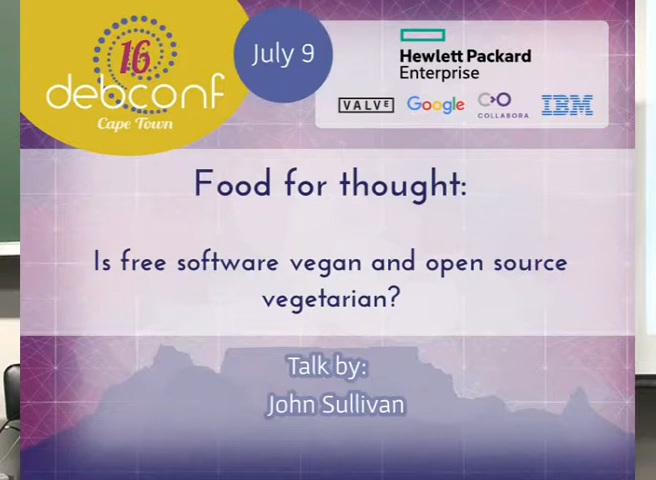 16
debconf
Cape Town
July 9
Hewlett Packard
Enterprise
VALVE
Google
COLLABORA
IBM
Food for thought:
Is free software vegan and open source
vegetarian?
Talk by:
John Sullivan